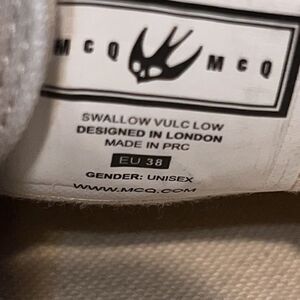 McQ McQ
SWALLOW VULC LOW
DESIGNED IN LONDON
MADE IN PRC
EU 38
GENDER: UNISEX
WWW.MCQ.COM